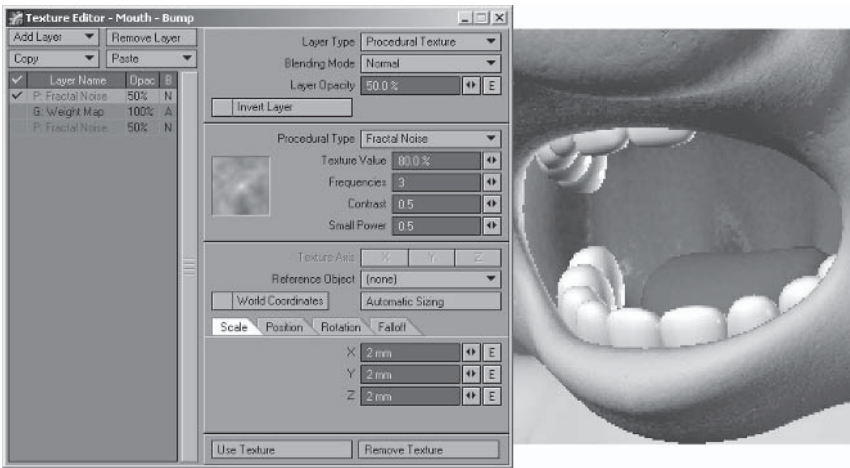 Texture Editor - Mouth - Bump
Add Layer
Remove Layer
Copy
Paste
Layer Name Opac B
P: Fractal Noise 50% N
G: Weight Map 100% A
P: Fractal Noise 50% N
Layer Type Procedural Texture
Blending Mode Normal
Layer Opacity 50.0 % E
Invert Layer
Procedural Type Fractal Noise
Texture Value 80.0 %
Frequencies 3
Contrast 0.5
Small Power 0.5
Texture Axis X Y Z
Reference Object (none)
World Coordinates Automatic Sizing
Scale Position Rotation Falloff
X 2 mm E
Y 2 mm E
Z 2 mm E
Use Texture Remove Texture